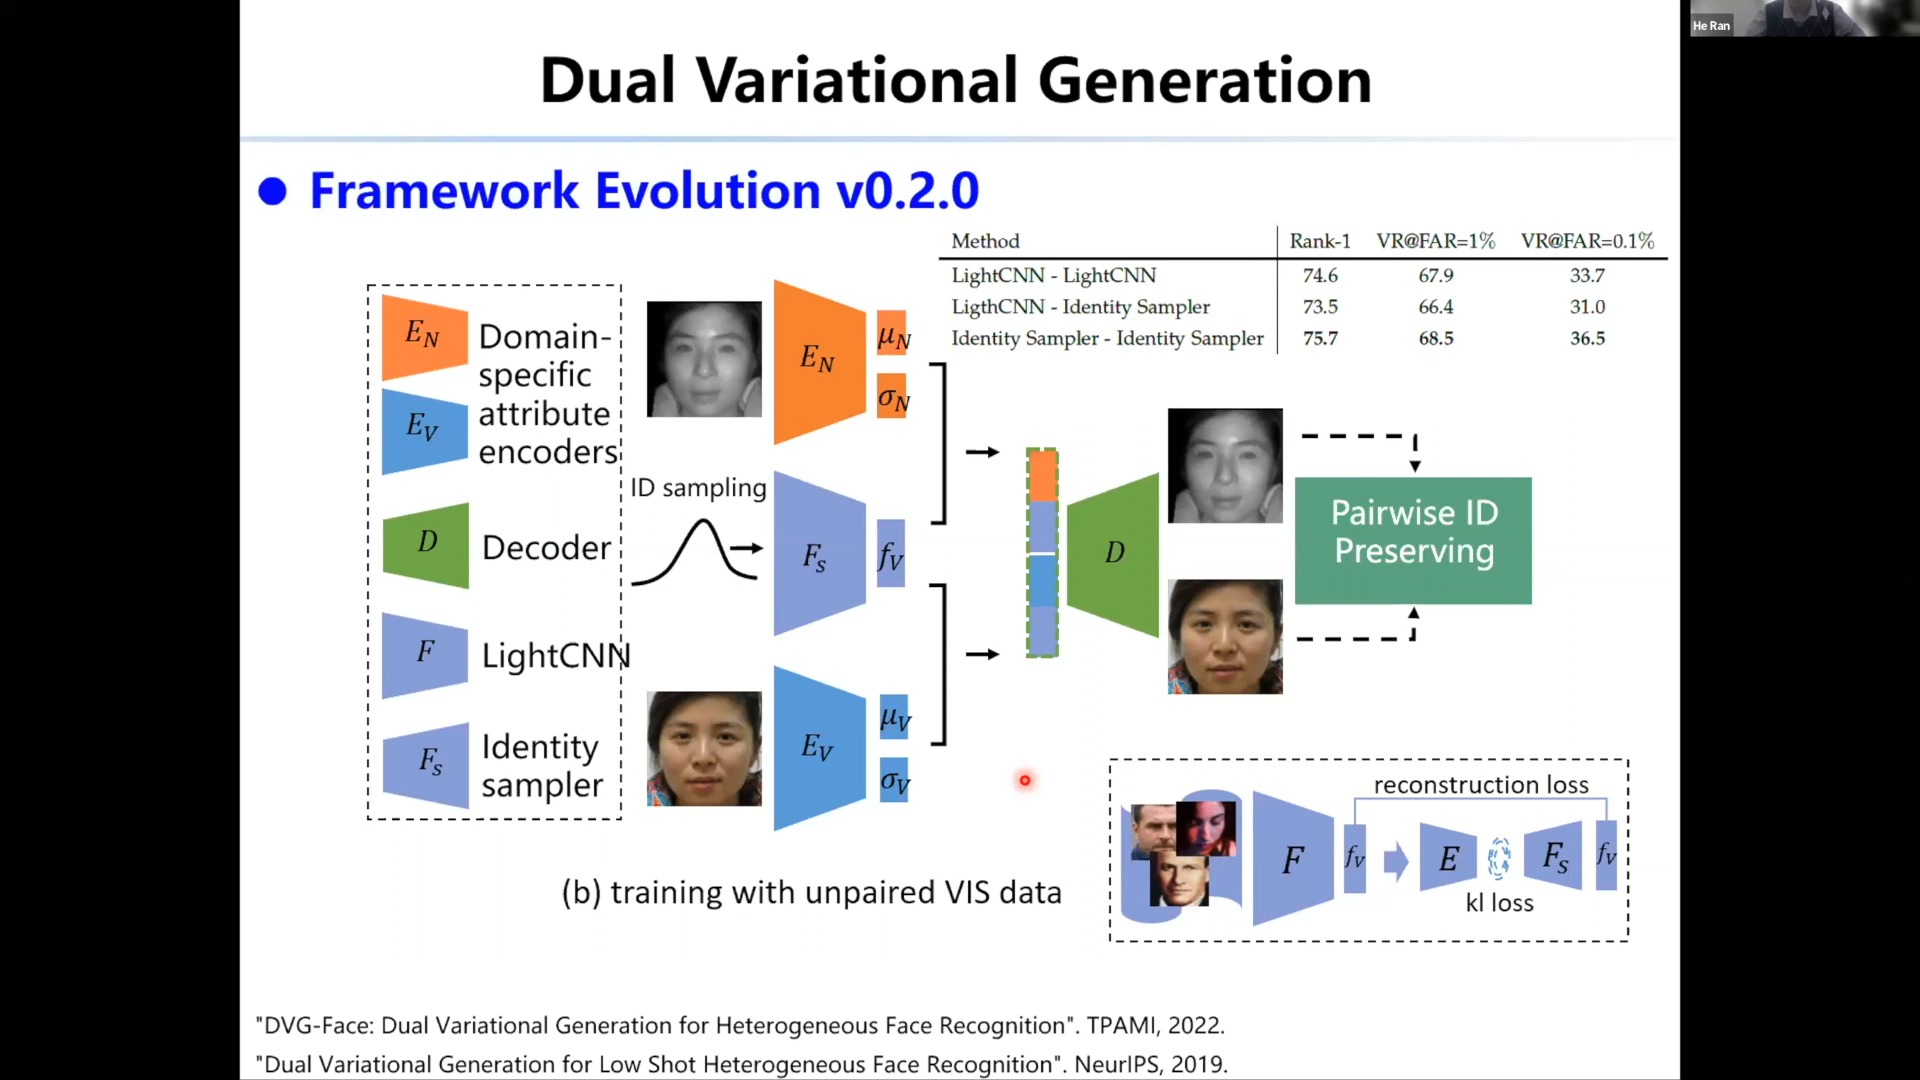 He Ran
Dual Variational Generation
Framework Evolution v0.2.0
Method Rank-1 VR@FAR=1% VR@FAR=0.1%
LightCNN - LightCNN 74.6 67.9 33.7
LigthCNN - Identity Sampler 73.5 66.4 31.0
Identity Sampler - Identity Sampler 75.7 68.5 36.5
E_N Domain-
specific
attribute
E_V
encoders
D Decoder
F LightCNN
F_s Identity
sampler
E_N μ_N
σ_N
ID sampling
F_s f_V
E_V μ_V
σ_V
D
Pairwise ID
Preserving
reconstruction loss
F f_V E F_s f_V
kl loss
(b) training with unpaired VIS data
"DVG-Face: Dual Variational Generation for Heterogeneous Face Recognition". TPAMI, 2022.
"Dual Variational Generation for Low Shot Heterogeneous Face Recognition". NeurIPS, 2019.